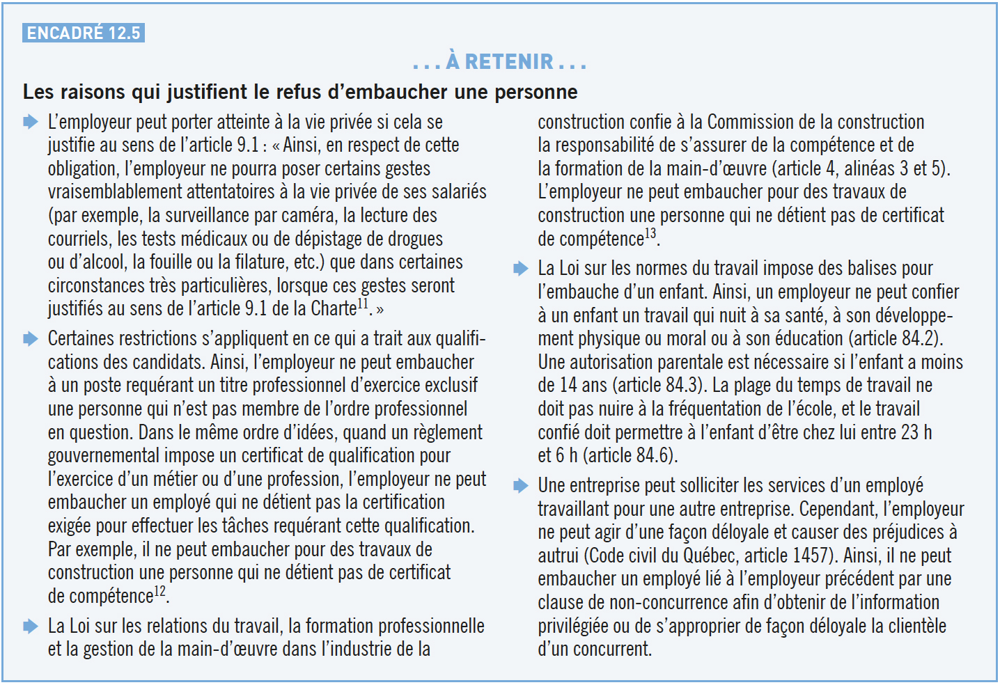 ENCADRÉ 12.5
...À RETENIR...
Les raisons qui justifient le refus d’embaucher une personne
L’employeur peut porter atteinte à la vie privée si cela se
justifie au sens de l’article 9.1 : « Ainsi, en respect de cette
obligation, l’employeur ne pourra poser certains gestes
vraisemblablement attentatoires à la vie privée de ses salariés
(par exemple, la surveillance par caméra, la lecture des
courriels, les tests médicaux ou de dépistage de drogues
ou d’alcool, la fouille ou la filature, etc.) que dans certaines
circonstances très particulières, lorsque ces gestes seront
justifiés au sens de l’article 9.1 de la Charte11. »
Certaines restrictions s’appliquent en ce qui a trait aux qualifi-
cations des candidats. Ainsi, l’employeur ne peut embaucher
à un poste requérant un titre professionnel d’exercice exclusif
une personne qui n’est pas membre de l’ordre professionnel
en question. Dans le même ordre d’idées, quand un règlement
gouvernemental impose un certificat de qualification pour
l’exercice d’un métier ou d’une profession, l’employeur ne peut
embaucher un employé qui ne détient pas la certification
exigée pour effectuer les tâches requérant cette qualification.
Par exemple, il ne peut embaucher pour des travaux de
construction une personne qui ne détient pas de certificat
de compétence12.
La Loi sur les relations du travail, la formation professionnelle
et la gestion de la main-d’œuvre dans l’industrie de la
construction confie à la Commission de la construction
la responsabilité de s’assurer de la compétence et de
la formation de la main-d’œuvre (article 4, alinéas 3 et 5).
L’employeur ne peut embaucher pour des travaux de
construction une personne qui ne détient pas de certificat
de compétence13.
La Loi sur les normes du travail impose des balises pour
l’embauche d’un enfant. Ainsi, un employeur ne peut confier
à un enfant un travail qui nuit à sa santé, à son développe-
ment physique ou moral ou à son éducation (article 84.2).
Une autorisation parentale est nécessaire si l’enfant a moins
de 14 ans (article 84.3). La plage du temps de travail ne
doit pas nuire à la fréquentation de l’école, et le travail
confié doit permettre à l’enfant d’être chez lui entre 23 h
et 6 h (article 84.6).
Une entreprise peut solliciter les services d’un employé
travaillant pour une autre entreprise. Cependant, l’employeur
ne peut agir d’une façon déloyale et causer des préjudices à
autrui (Code civil du Québec, article 1457). Ainsi, il ne peut
embaucher un employé lié à l’employeur précédent par une
clause de non-concurrence afin d’obtenir de l’information
privilégiée ou de s’approprier de façon déloyale la clientèle
d’un concurrent.